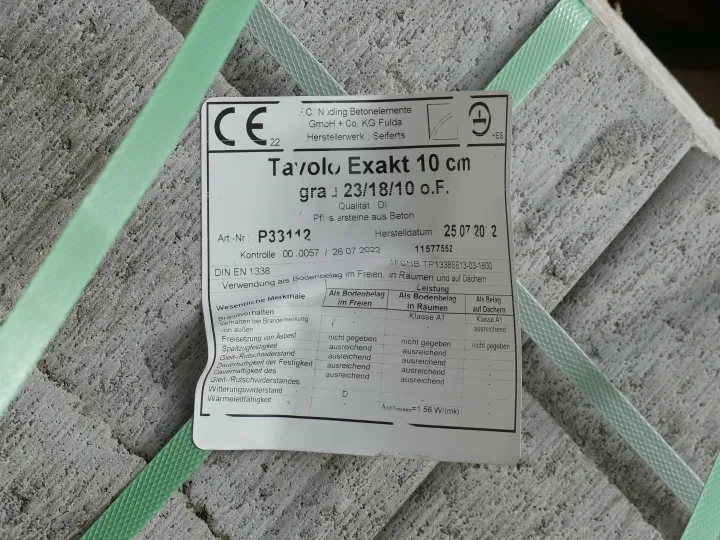 CE 22
F.C. Nüding Betonelemente
GmbH + Co. KG Fulda
Herstellerwerk : Seiferts
-ES
Tavolo Exakt 10 cm
grau 23/18/10 o.F.
Qualität : DI
Pflastersteine aus Beton
Art.-Nr.: P33112
Herstelldatum 25.07.2022
Kontrolle 00.0057 / 26.07.2022 11577552
DIN EN 1338 TP1338SE13-03-1800
Verwendung als Bodenbelag im Freien, in Räumen und auf Dächern
Leistung
Wesentliche Merkmale Als Bodenbelag im Freien Als Bodenbelag in Räumen Als Belag auf Dächern
Brandverhalten Klasse A1 Klasse A1
Verhalten bei Brandeinwirkung von außen ausreichend
Freisetzung von Asbest nicht gegeben nicht gegeben nicht gegeben
Spaltzugfestigkeit ausreichend ausreichend
Gleit-/Rutschwiderstand ausreichend ausreichend
Dauerhaftigkeit der Festigkeit ausreichend ausreichend
Dauerhaftigkeit des Gleit-/Rutschwiderstandes ausreichend ausreichend
Witterungswiderstand D
Wärmeleitfähigkeit =1.56 W/(mk)